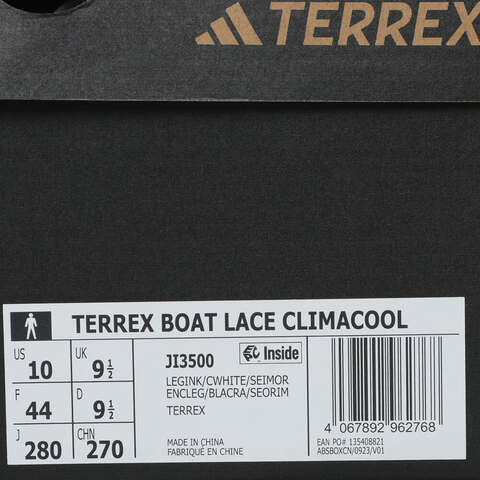 TERREX
TERREX BOAT LACE CLIMACOOL
US 10 UK 9 1/2
F 44 D 9 1/2
J 280 CHN 270
JI3500 Inside
LEGINK/CWHITE/SEIMOR
ENCLEG/BLACRA/SEORIM
TERREX
MADE IN CHINA
FABRIQUÉ EN CHINE
4 067892 962768
EAN PO# 135408821
ABSBOXCN/0923/V01